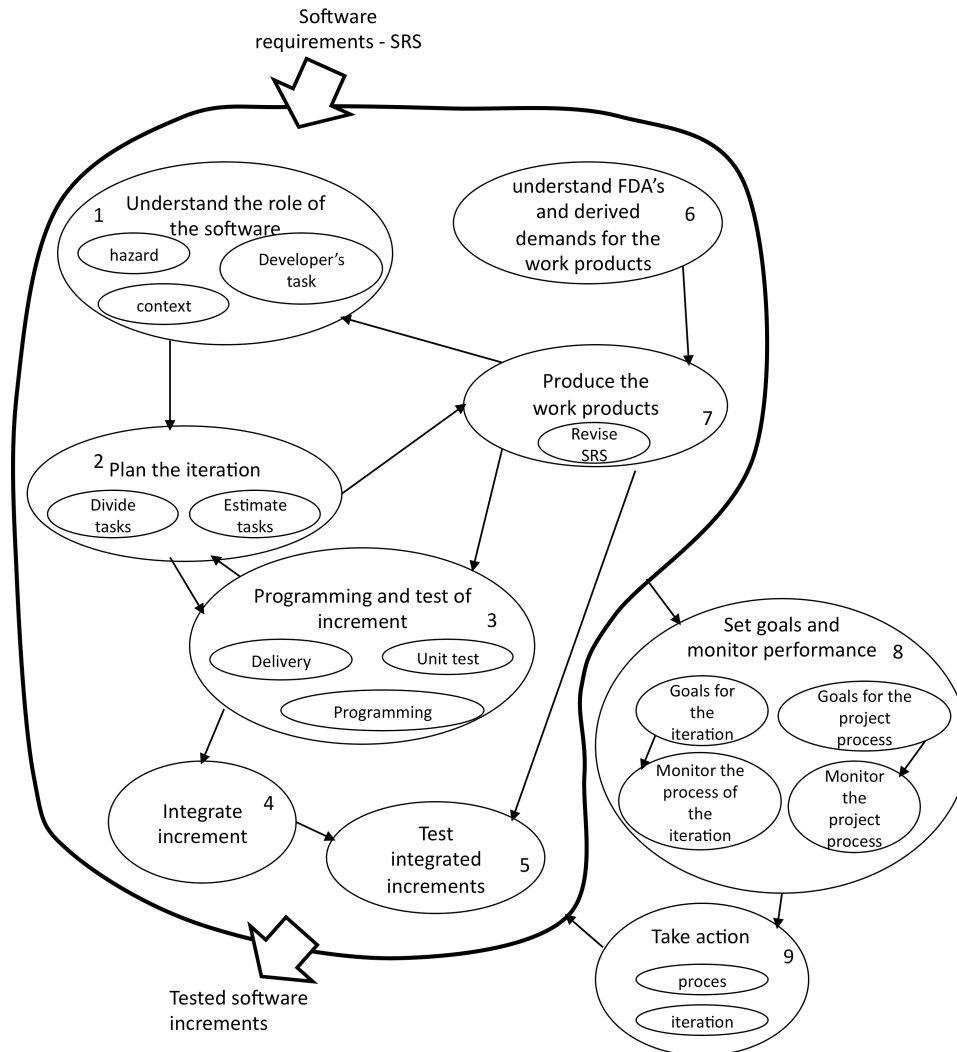 Software
requirements - SRS
1
Understand the role of
the software
hazard
Developer's
task
context
understand FDA's
and derived
demands for the
work products
6
Produce the
work products
7
Revise
SRS
2
Plan the iteration
Divide
tasks
Estimate
tasks
Programming and test of
increment
3
Delivery
Unit test
Programming
Integrate
increment
4
Test
integrated
increments
5
Set goals and
monitor performance
8
Goals for
the
iteration
Goals for the
project
process
Monitor the
process of
the
iteration
Monitor
the
project
process
Take action
9
proces
iteration
Tested software
increments